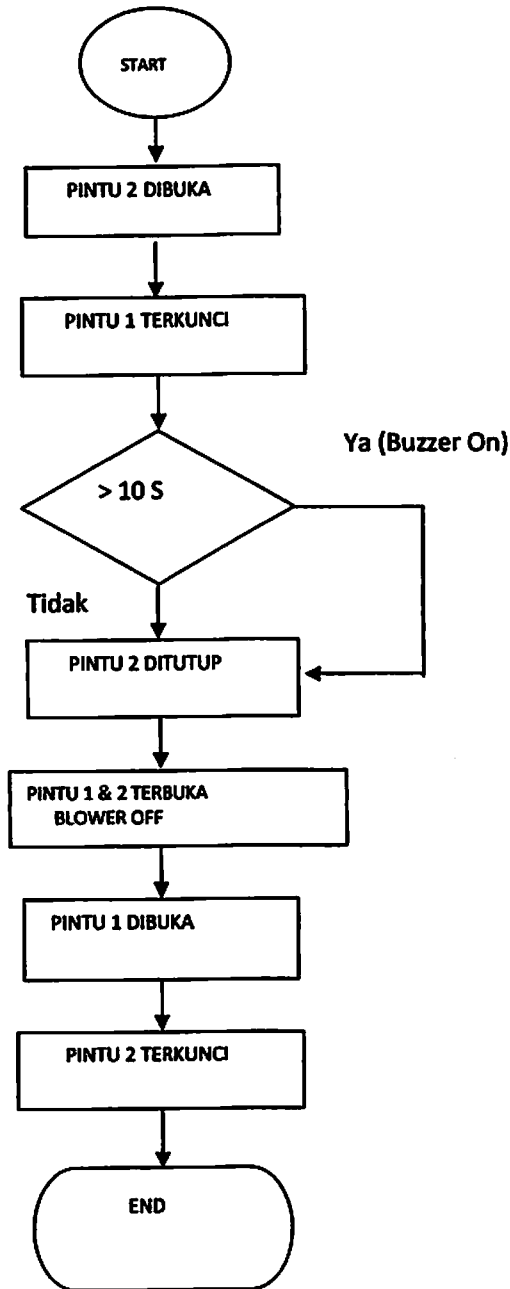 START
PINTU 2 DIBUKA
PINTU 1 TERKUNCI
Ya (Buzzer On)
> 10 S
Tidak
PINTU 2 DITUTUP
PINTU 1 & 2 TERBUKA
BLOWER OFF
PINTU 1 DIBUKA
PINTU 2 TERKUNCI
END